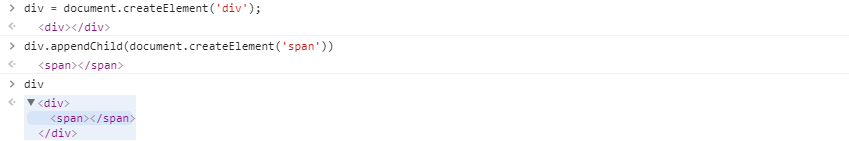 > div = document.createElement('div');
<div></div>
> div.appendChild(document.createElement('span'))
<span></span>
> div
▼<div>
<span></span>
</div>